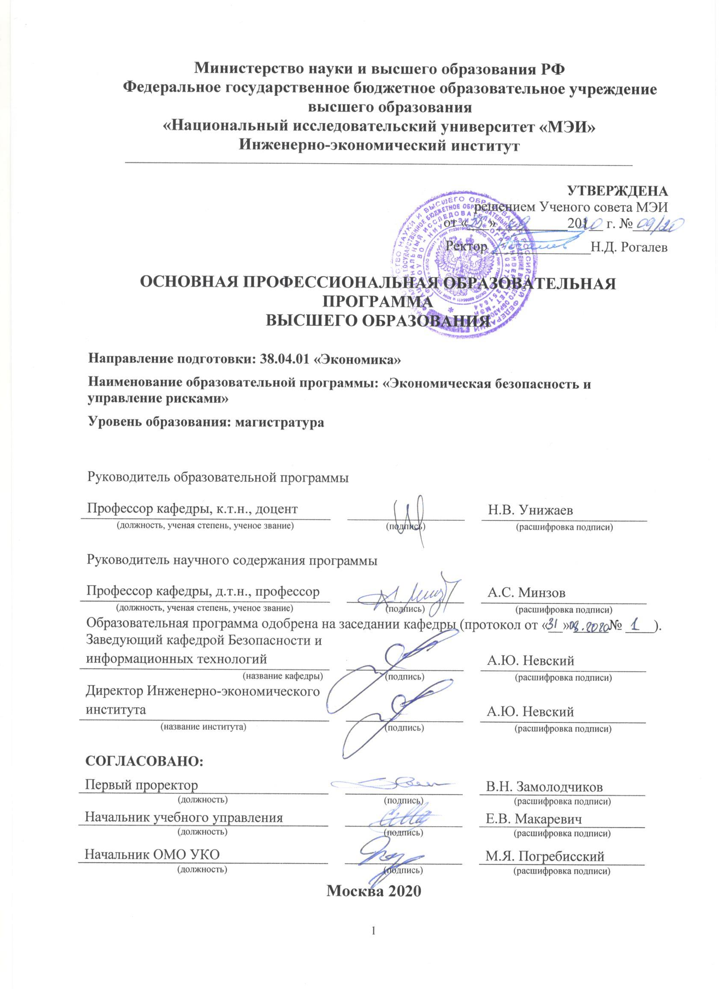 Министерство науки и высшего образования РФ
Федеральное государственное бюджетное образовательное учреждение
высшего образования
«Национальный исследовательский университет «МЭИ»
Инженерно-экономический институт
УТВЕРЖДЕНА
решением Ученого совета МЭИ
от « » 201 20 г. № 09/20
Ректор Н.Д. Рогалев
ОСНОВНАЯ ПРОФЕССИОНАЛЬНАЯ ОБРАЗОВАТЕЛЬНАЯ
ПРОГРАММА
ВЫСШЕГО ОБРАЗОВАНИЯ
Направление подготовки: 38.04.01 «Экономика»
Наименование образовательной программы: «Экономическая безопасность и
управление рисками»
Уровень образования: магистратура
Руководитель образовательной программы
Профессор кафедры, к.т.н., доцент Н.В. Унижаев
(должность, ученая степень, ученое звание) (подпись) (расшифровка подписи)
Руководитель научного содержания программы
Профессор кафедры, д.т.н., профессор А.С. Минзов
(должность, ученая степень, ученое звание) (подпись) (расшифровка подписи)
Образовательная программа одобрена на заседании кафедры (протокол от «31» 08.2020 № 1 ).
Заведующий кафедрой Безопасности и
информационных технологий А.Ю. Невский
(название кафедры) (подпись) (расшифровка подписи)
Директор Инженерно-экономического
института А.Ю. Невский
(название института) (подпись) (расшифровка подписи)
СОГЛАСОВАНО:
Первый проректор В.Н. Замолодчиков
(должность) (подпись) (расшифровка подписи)
Начальник учебного управления Е.В. Макаревич
(должность) (подпись) (расшифровка подписи)
Начальник ОМО УКО М.Я. Погребисский
(должность) (подпись) (расшифровка подписи)
Москва 2020
1